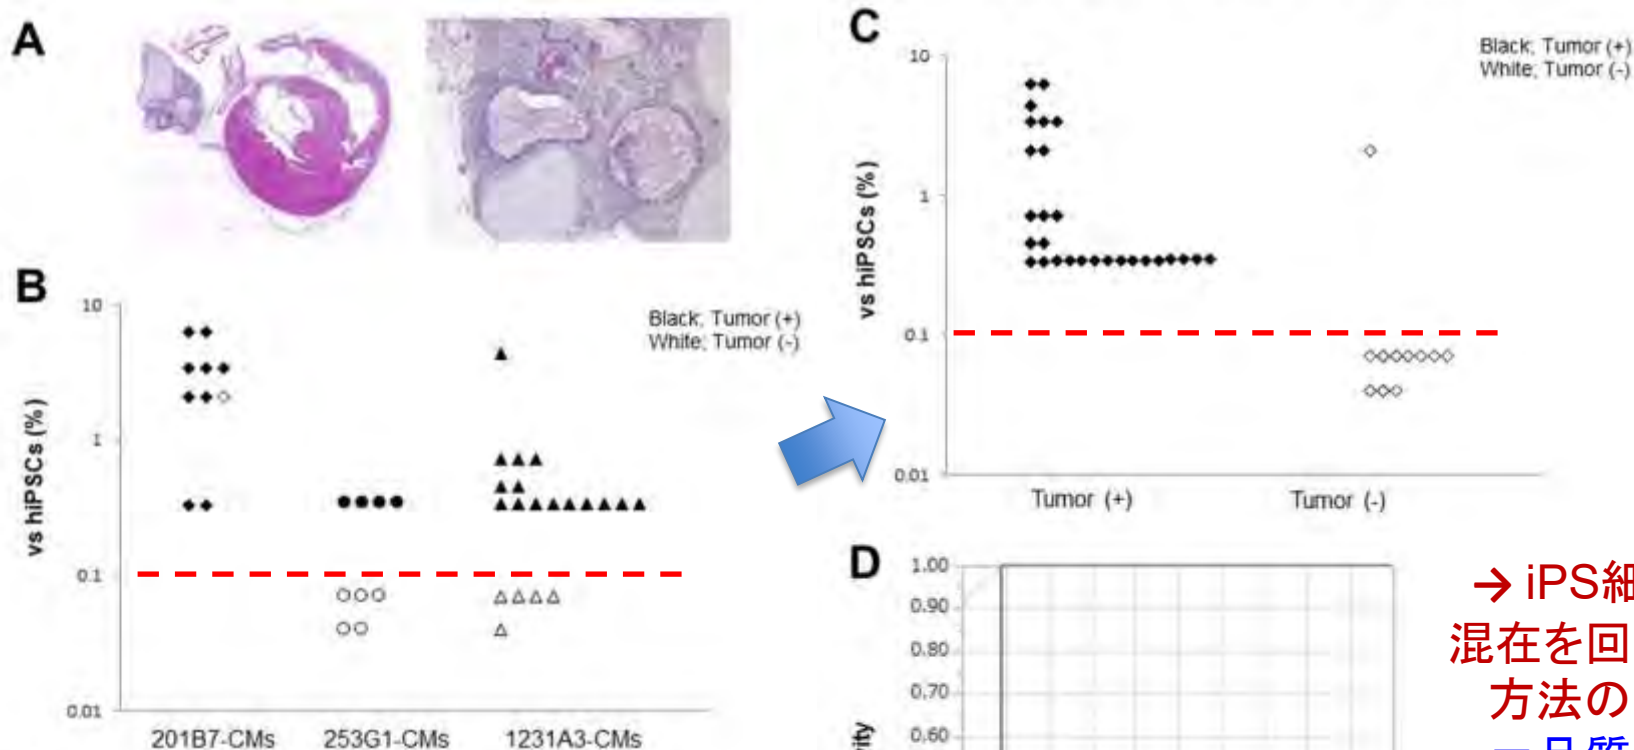 A
B
10
1
0.1
0.01
vs hiPSCs (%)
Black; Tumor (+)
White; Tumor (-)
201B7-CMs
253G1-CMs
1231A3-CMs
C
10
1
0.1
0.01
vs hiPSCs (%)
Black; Tumor (+)
White; Tumor (-)
Tumor (+)
Tumor (-)
D
1.00
0.90
0.80
0.70
0.60
→ iPS細
混在を回
方法の